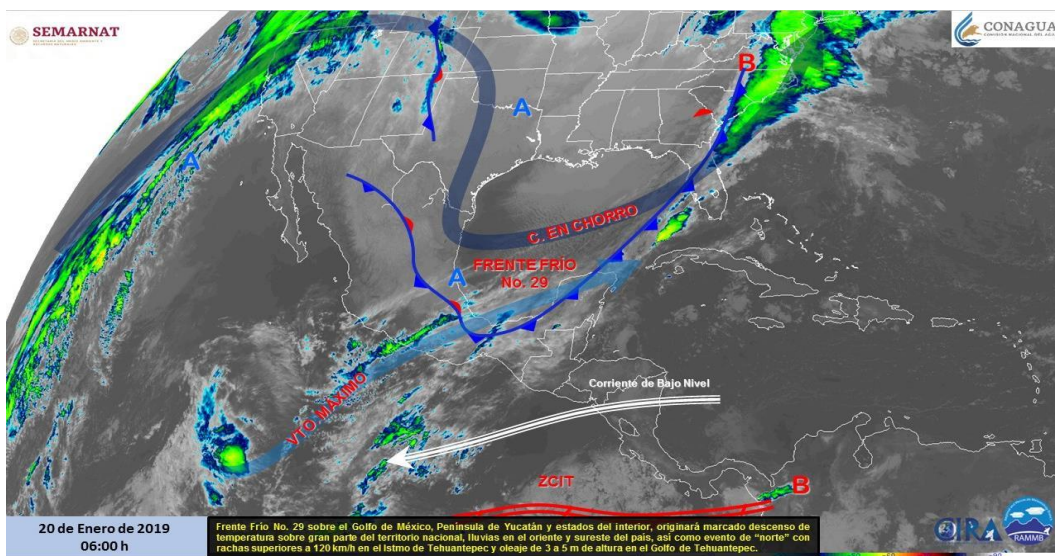 SEMARNAT
CONAGUA
COMISIÓN NACIONAL DEL AGUA
B
A
A
C. EN CHORRO
FRENTE FRÍO
No. 29
A
VTO MÁXIMO
Corriente de Bajo Nivel
ZCIT
B
20 de Enero de 2019
06:00 h
Frente Frío No. 29 sobre el Golfo de México, Península de Yucatán y estados del interior, originará marcado descenso de
temperatura sobre gran parte del territorio nacional, lluvias en el oriente y sureste del país, así como evento de “norte” con
rachas superiores a 120 km/h en el Istmo de Tehuantepec y oleaje de 3 a 5 m de altura en el Golfo de Tehuantepec.
CIRA
RAMMB